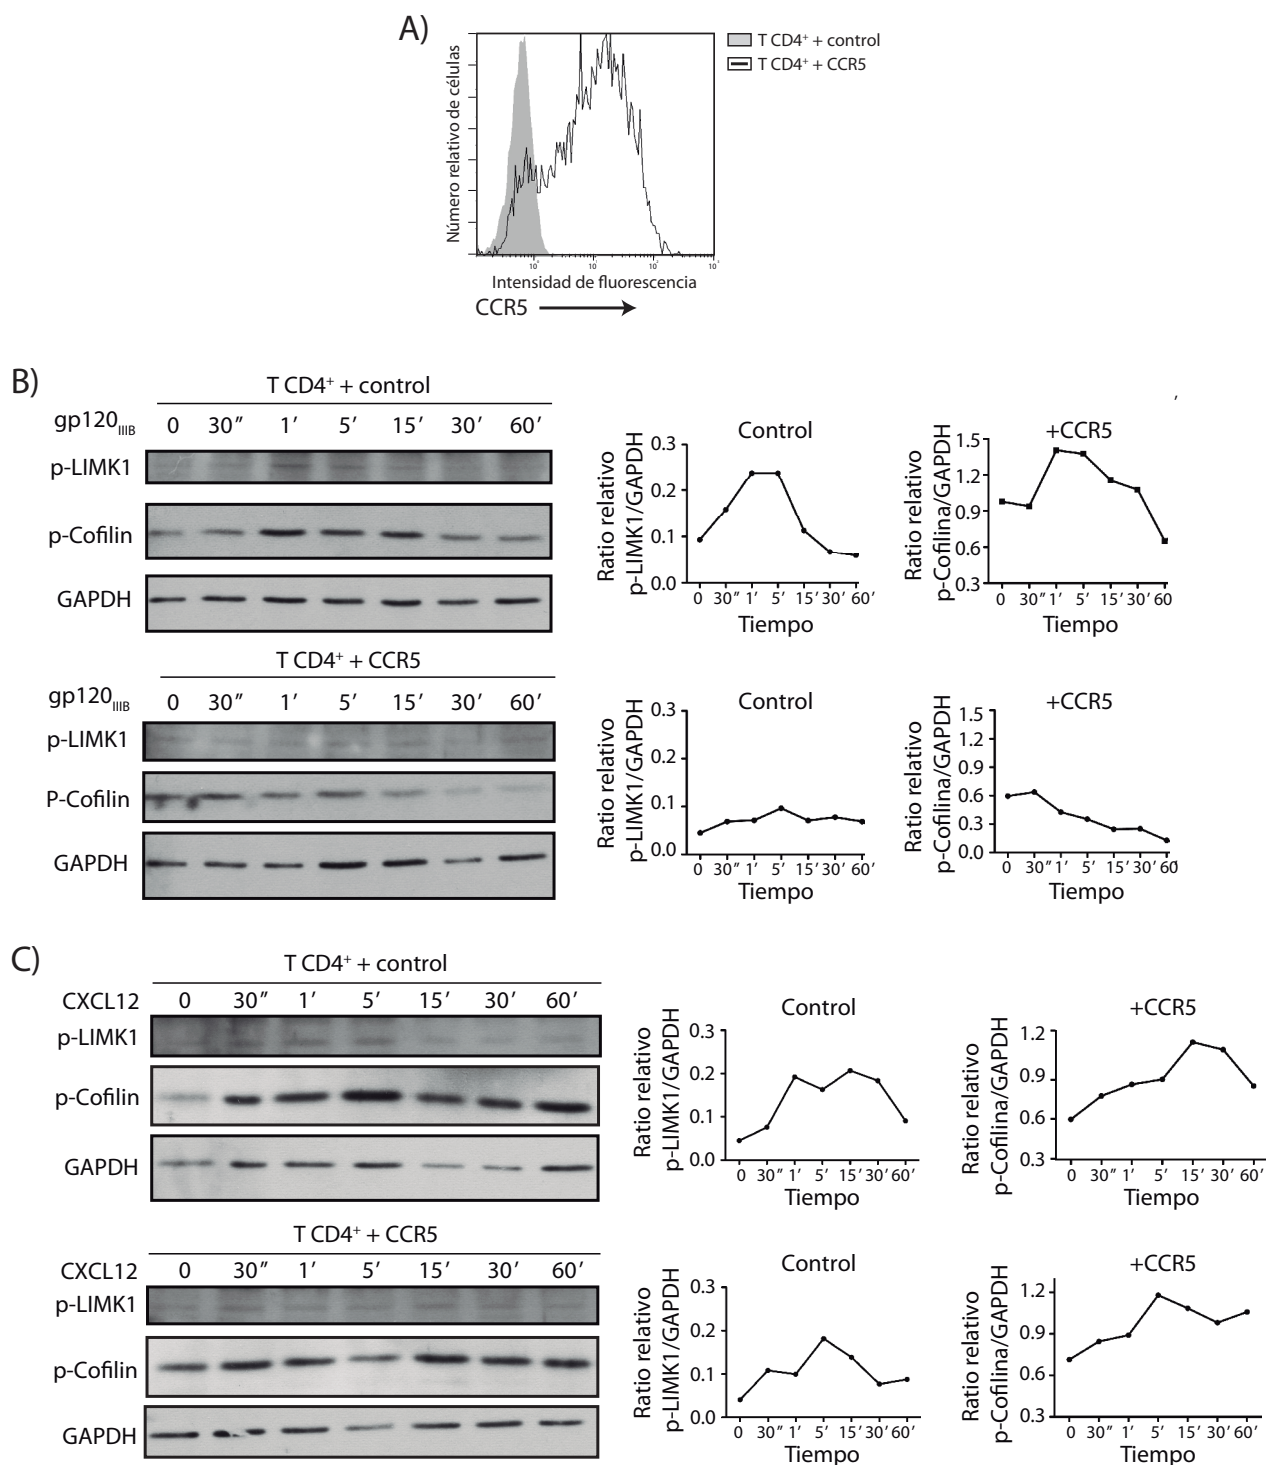 A)
Número relativo de células
T CD4⁺ + control
T CD4⁺ + CCR5
10⁰ 10¹ 10² 10³
Intensidad de fluorescencia
CCR5
B)
T CD4⁺ + control
gp120IIIB 0 30″ 1′ 5′ 15′ 30′ 60′
p-LIMK1
p-Cofilin
GAPDH
Control
Ratio relativo
p-LIMK1/GAPDH
0.3
0.2
0.1
0.0
0 30″ 1′ 5′ 15′ 30′ 60′
Tiempo
+CCR5
Ratio relativo
p-Cofilina/GAPDH
1.5
1.2
0.9
0.6
0.3
0 30″ 1′ 5′ 15′ 30′ 60
Tiempo
T CD4⁺ + CCR5
gp120IIIB 0 30″ 1′ 5′ 15′ 30′ 60′
p-LIMK1
P-Cofilin
GAPDH
Control
Ratio relativo
p-LIMK1/GAPDH
0.3
0.2
0.1
0.0
0 30″ 1′ 5′ 15′ 30′ 60′
Tiempo
+CCR5
Ratio relativo
p-Cofilina/GAPDH
1.5
1.2
0.9
0.6
0.3
0.0
0 30″ 1′ 5′ 15′ 30′ 60′
Tiempo
C)
T CD4⁺ + control
CXCL12 0 30″ 1′ 5′ 15′ 30′ 60′
p-LIMK1
p-Cofilin
GAPDH
Control
Ratio relativo
p-LIMK1/GAPDH
0.3
0.2
0.1
0.0
0 30″ 1′ 5′ 15′ 30′ 60′
Tiempo
+CCR5
Ratio relativo
p-Cofilina/GAPDH
1.2
0.9
0.6
0.3
0 30″ 1′ 5′ 15′ 30′ 60′
Tiempo
T CD4⁺ + CCR5
CXCL12 0 30″ 1′ 5′ 15′ 30′ 60′
p-LIMK1
p-Cofilin
GAPDH
Control
Ratio relativo
p-LIMK1/GAPDH
0.3
0.2
0.1
0.0
0 30″ 1′ 5′ 15′ 30′ 60′
Tiempo
+CCR5
Ratio relativo
p-Cofilina/GAPDH
1.2
0.9
0.6
0.3
0 30″ 1′ 5′ 15′ 30′ 60′
Tiempo